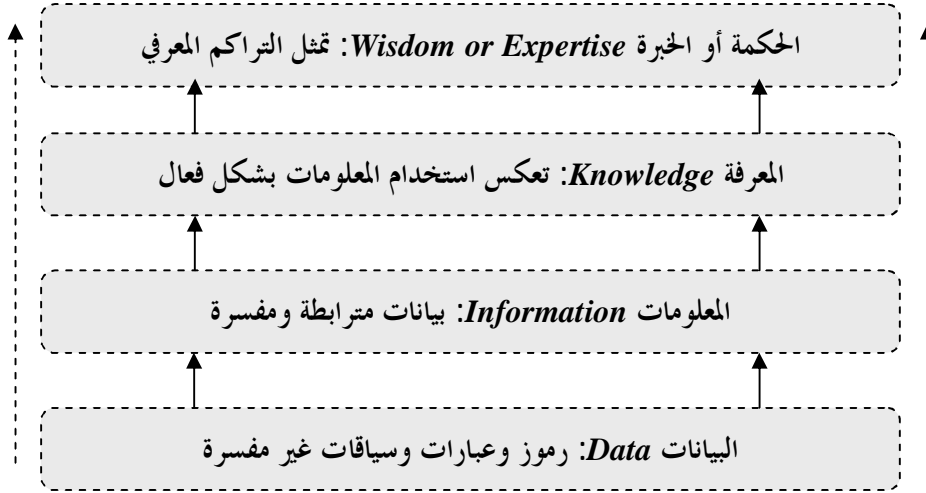 الحكمة أو الخبرة Wisdom or Expertise: تمثل التراكم المعرفي
المعرفة Knowledge: تعكس استخدام المعلومات بشكل فعال
المعلومات Information: بيانات مترابطة ومفسرة
البيانات Data: رموز وعبارات وسياقات غير مفسرة